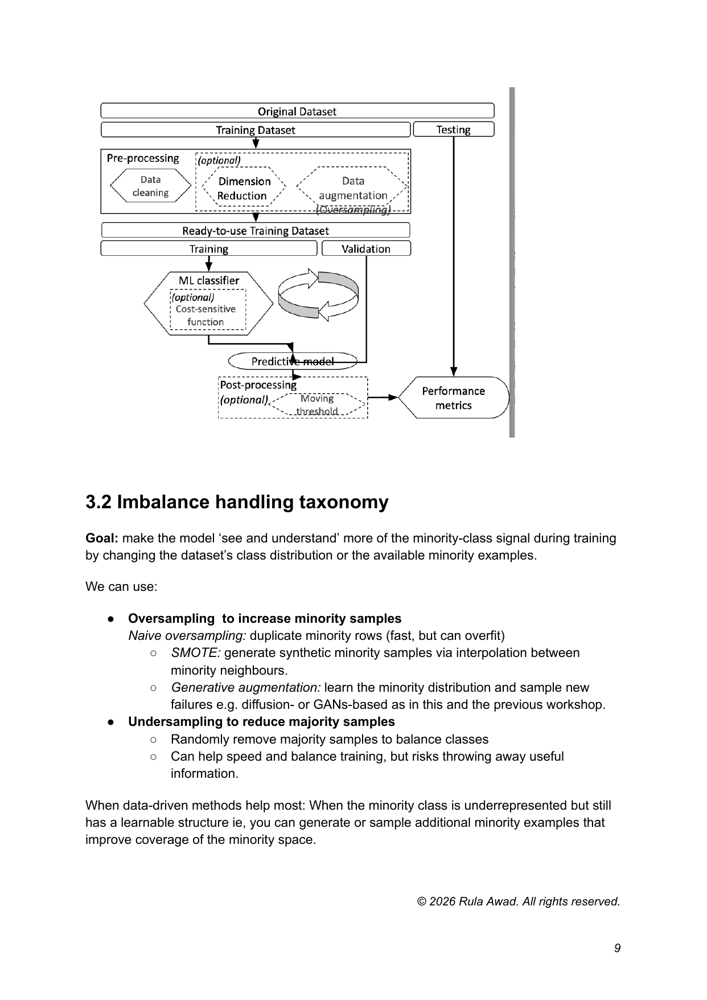 Original Dataset
Training Dataset
Testing
Pre-processing
(optional)
Data
cleaning
Dimension
Reduction
Data
augmentation
(Oversampling)
Ready-to-use Training Dataset
Training
Validation
ML classifier
(optional)
Cost-sensitive
function
Predictive model
Post-processing
(optional)
Moving
threshold
Performance
metrics
3.2 Imbalance handling taxonomy
Goal: make the model ‘see and understand’ more of the minority-class signal during training
by changing the dataset’s class distribution or the available minority examples.
We can use:
● Oversampling  to increase minority samples
Naive oversampling: duplicate minority rows (fast, but can overfit)
○ SMOTE: generate synthetic minority samples via interpolation between
minority neighbours.
○ Generative augmentation: learn the minority distribution and sample new
failures e.g. diffusion- or GANs-based as in this and the previous workshop.
● Undersampling to reduce majority samples
○ Randomly remove majority samples to balance classes
○ Can help speed and balance training, but risks throwing away useful
information.
When data-driven methods help most: When the minority class is underrepresented but still
has a learnable structure ie, you can generate or sample additional minority examples that
improve coverage of the minority space.
© 2026 Rula Awad. All rights reserved.
9